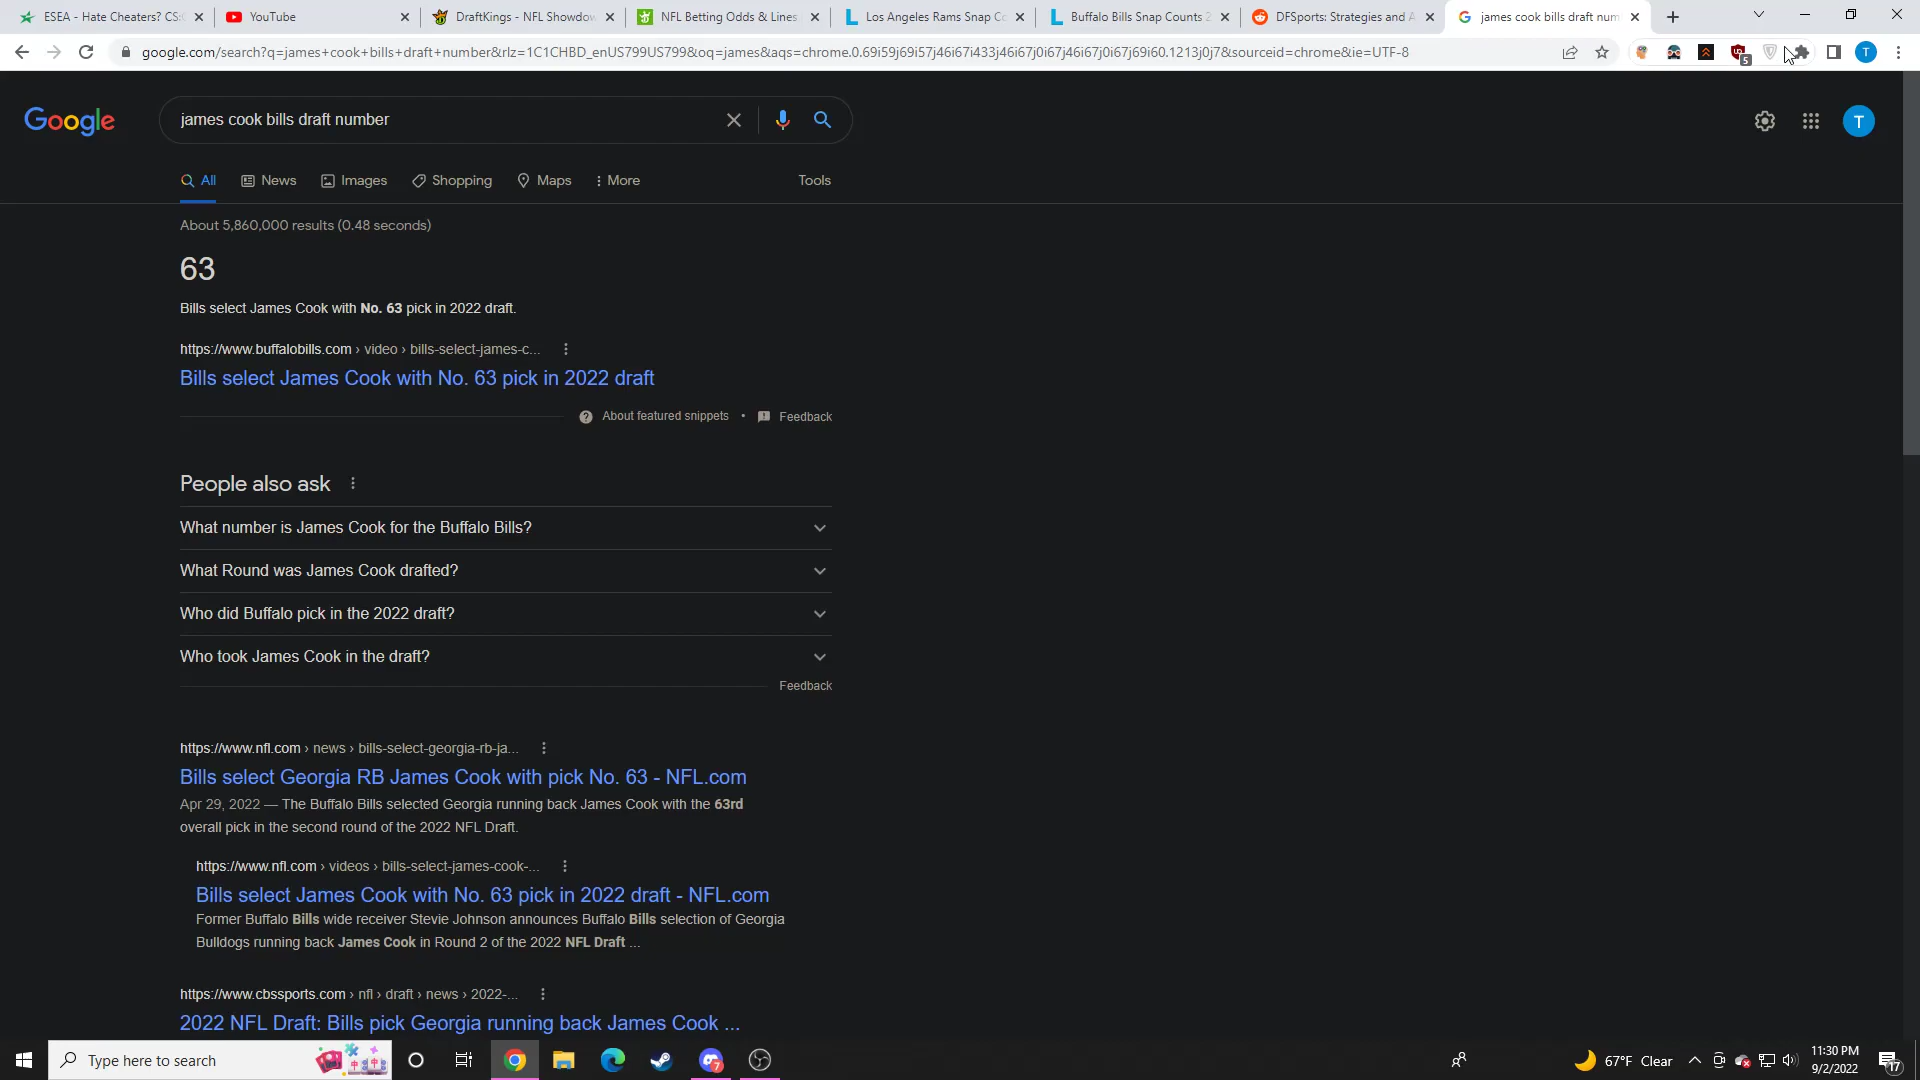 ESEA - Hate Cheaters? CS:
YouTube
DraftKings - NFL Showdow
NFL Betting Odds & Lines
Los Angeles Rams Snap Co
Buffalo Bills Snap Counts 2
DFSports: Strategies and A
james cook bills draft num
google.com/search?q=james+cook+bills+draft+number&rlz=1C1CHBD_enUS799US799&oq=james&aqs=chrome.0.69i59j69i57j46i67i433j46i67j0i67j46i67j0i67j69i60.1213j0j7&sourceid=chrome&ie=UTF-8
5
T
Google
james cook bills draft number
T
All
News
Images
Shopping
Maps
More
Tools
About 5,860,000 results (0.48 seconds)
63
Bills select James Cook with No. 63 pick in 2022 draft.
https://www.buffalobills.com › video › bills-select-james-c...
Bills select James Cook with No. 63 pick in 2022 draft
About featured snippets • Feedback
People also ask
What number is James Cook for the Buffalo Bills?
What Round was James Cook drafted?
Who did Buffalo pick in the 2022 draft?
Who took James Cook in the draft?
Feedback
https://www.nfl.com › news › bills-select-georgia-rb-ja...
Bills select Georgia RB James Cook with pick No. 63 - NFL.com
Apr 29, 2022 — The Buffalo Bills selected Georgia running back James Cook with the 63rd
overall pick in the second round of the 2022 NFL Draft.
https://www.nfl.com › videos › bills-select-james-cook-...
Bills select James Cook with No. 63 pick in 2022 draft - NFL.com
Former Buffalo Bills wide receiver Stevie Johnson announces Buffalo Bills selection of Georgia
Bulldogs running back James Cook in Round 2 of the 2022 NFL Draft ...
https://www.cbssports.com › nfl › draft › news › 2022-...
2022 NFL Draft: Bills pick Georgia running back James Cook ...
Type here to search
7
67°F Clear
11:30 PM
9/2/2022
17